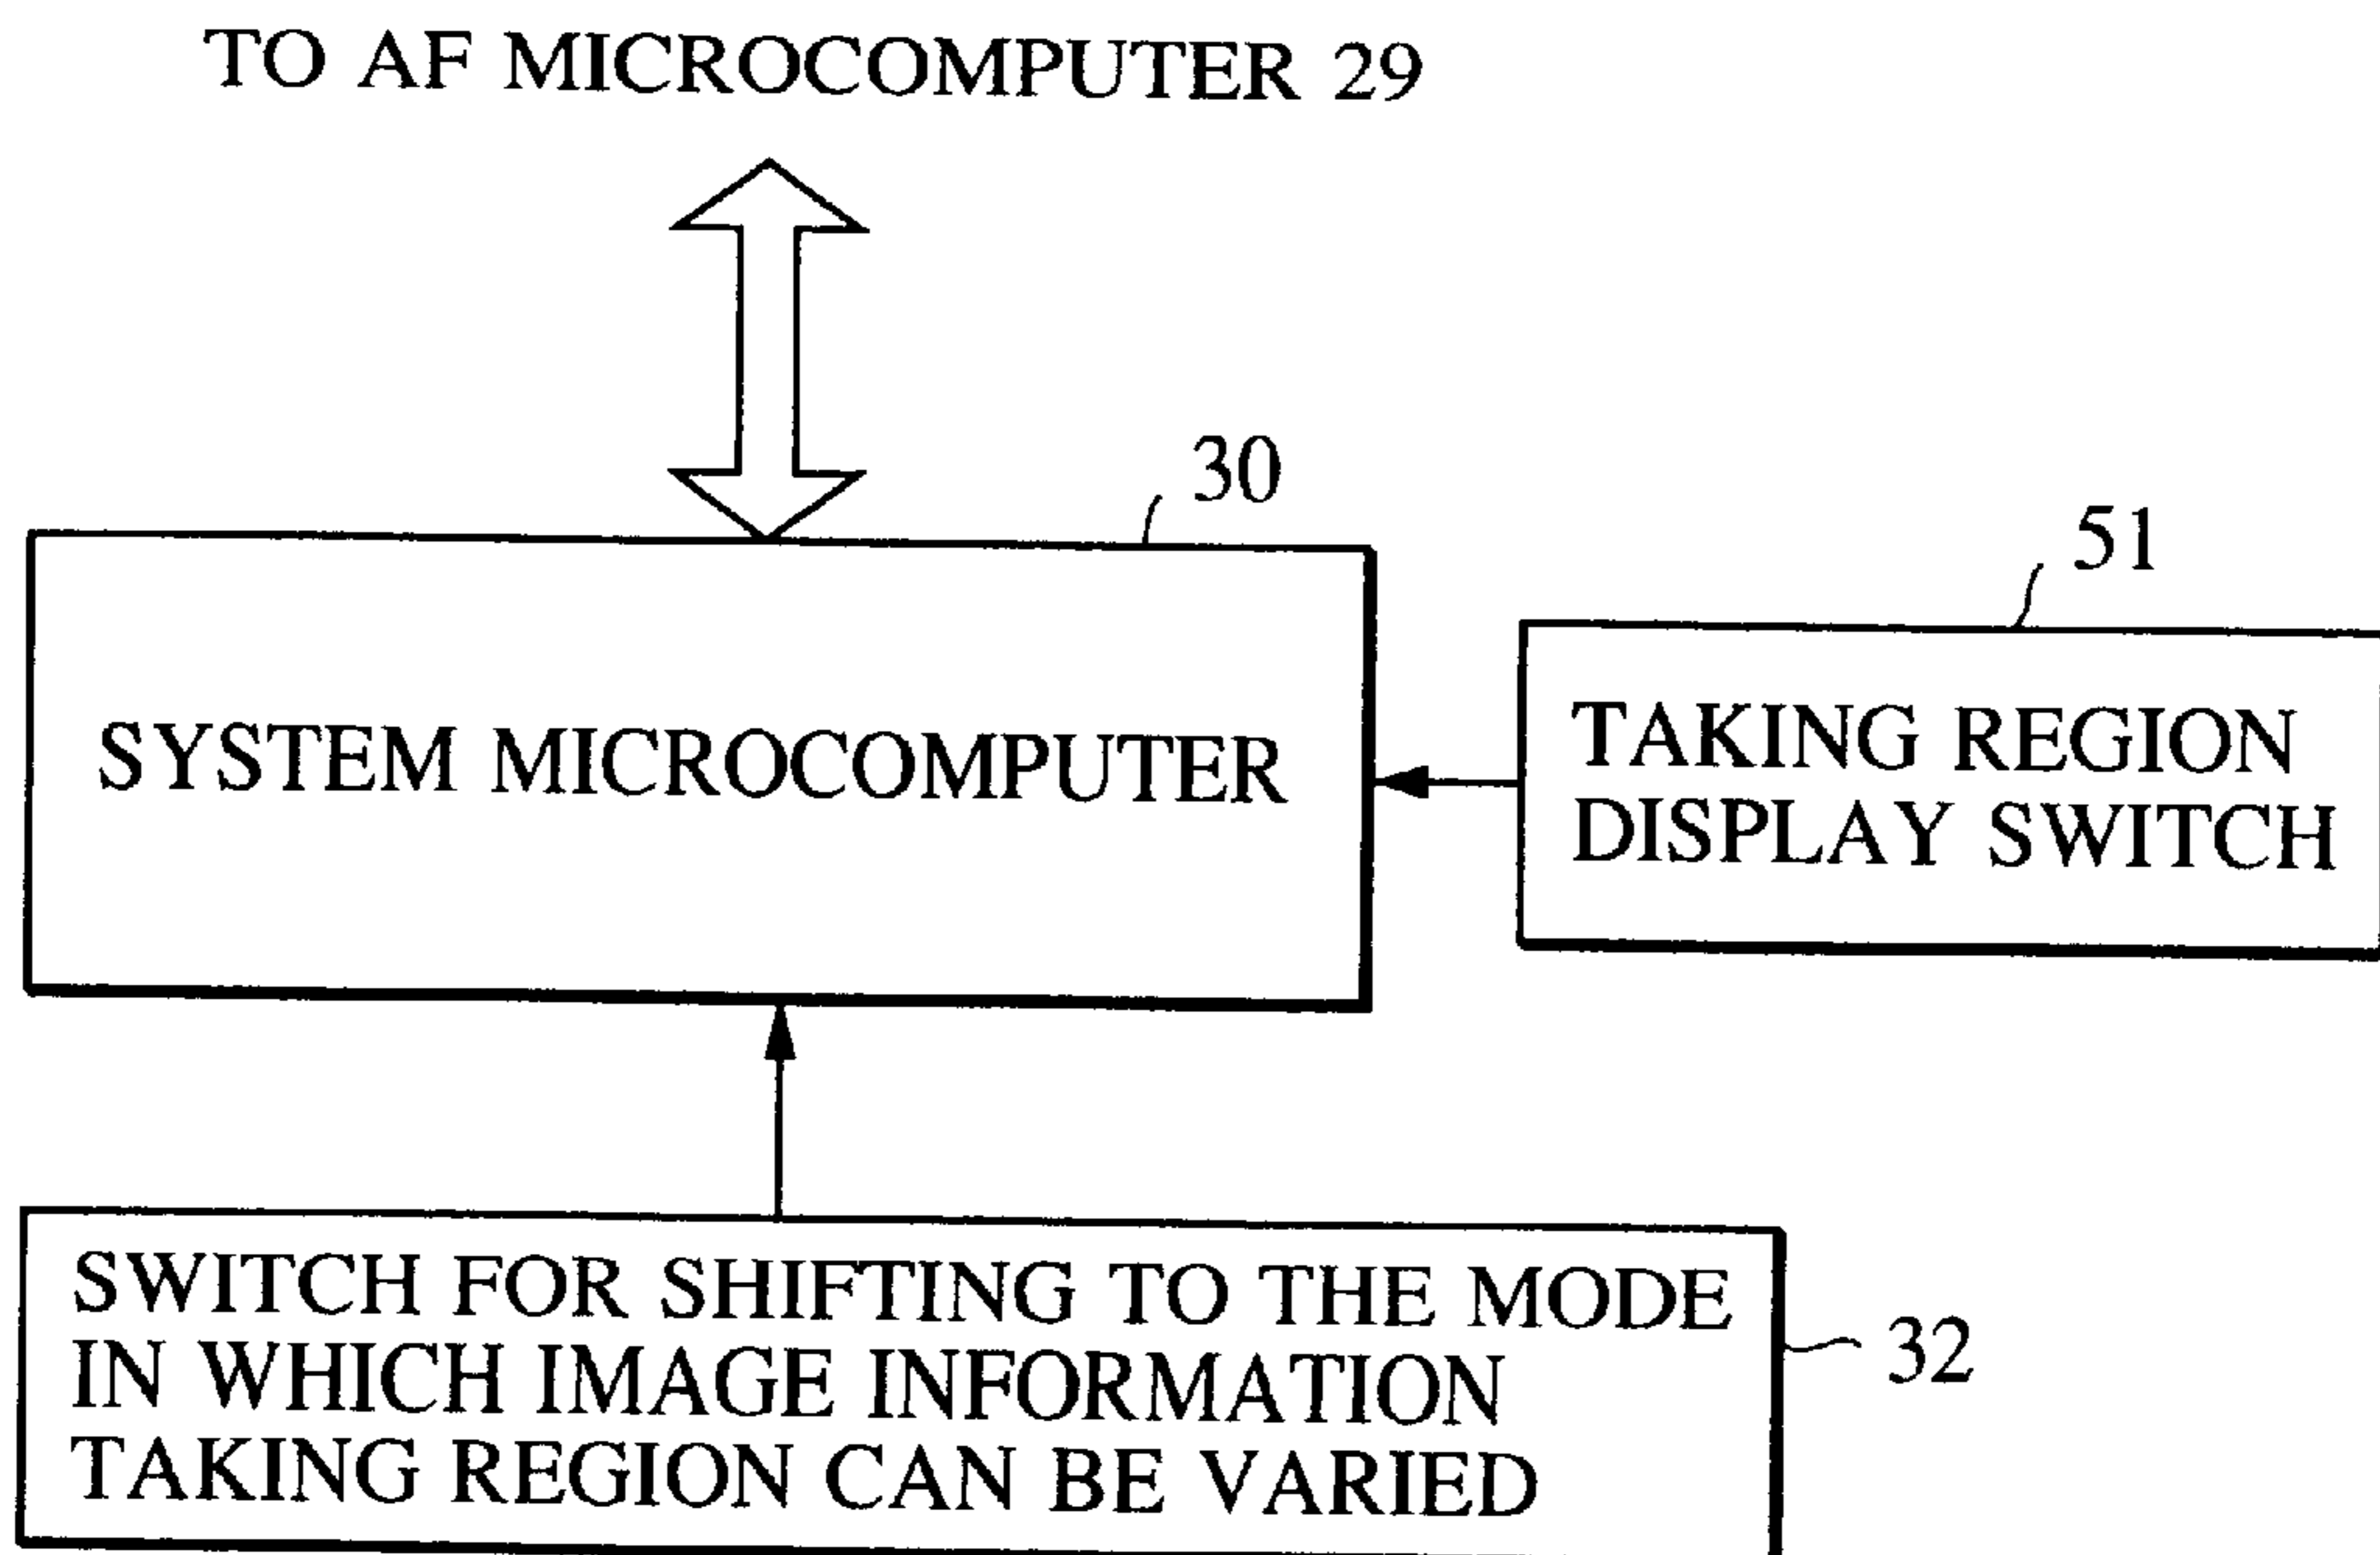 TO AF MICROCOMPUTER 29
30
51
SYSTEM MICROCOMPUTER
TAKING REGION
DISPLAY SWITCH
SWITCH FOR SHIFTING TO THE MODE
IN WHICH IMAGE INFORMATION
TAKING REGION CAN BE VARIED
32